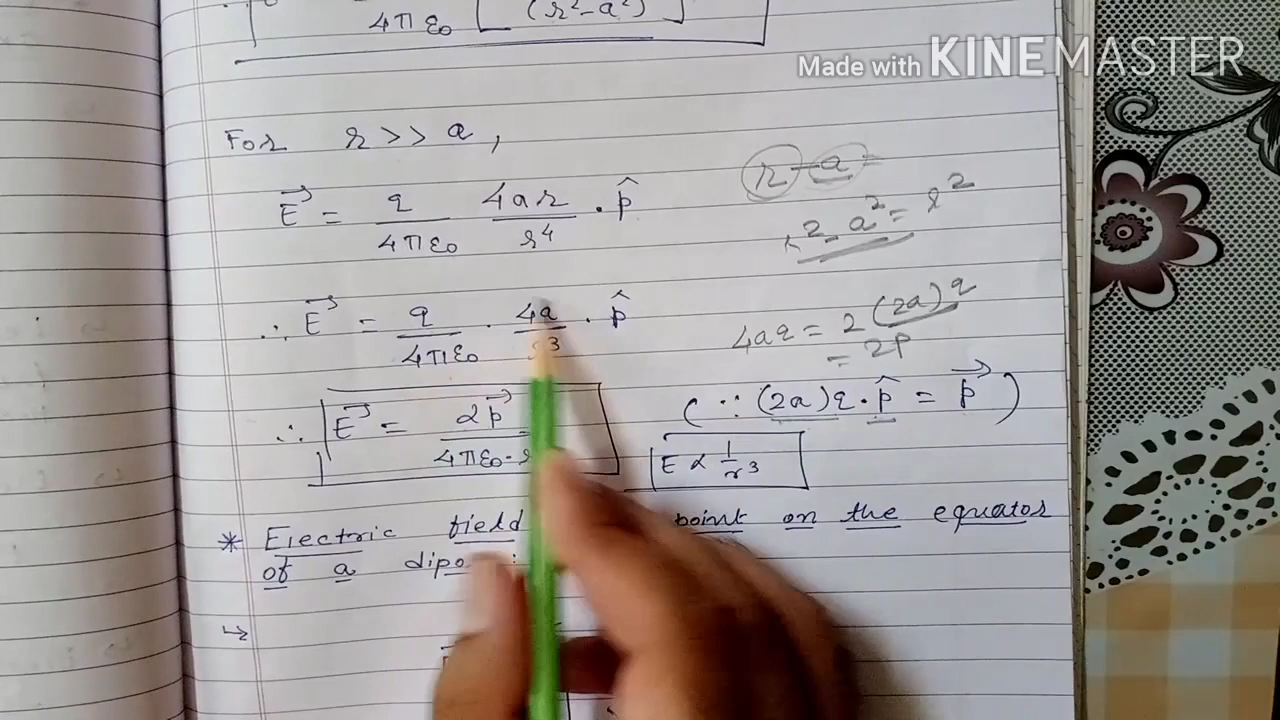 4πε₀ (r²-a²)
Made with KINEMASTER
For r >> a,
r - a =
r² - a² = r²
E⃗ = q/4πε₀ 4ar/r⁴ . p̂
∴ E⃗ = q/4πε₀ . 4a/r³ . p̂
4aq = 2(2a)q
= 2P
∴ E⃗ = 2p⃗/4πε₀·r
(∵ (2a)q . p̂ = p⃗)
E ∝ 1/r³
* Electric field point on the equator
of a dipo :
↳